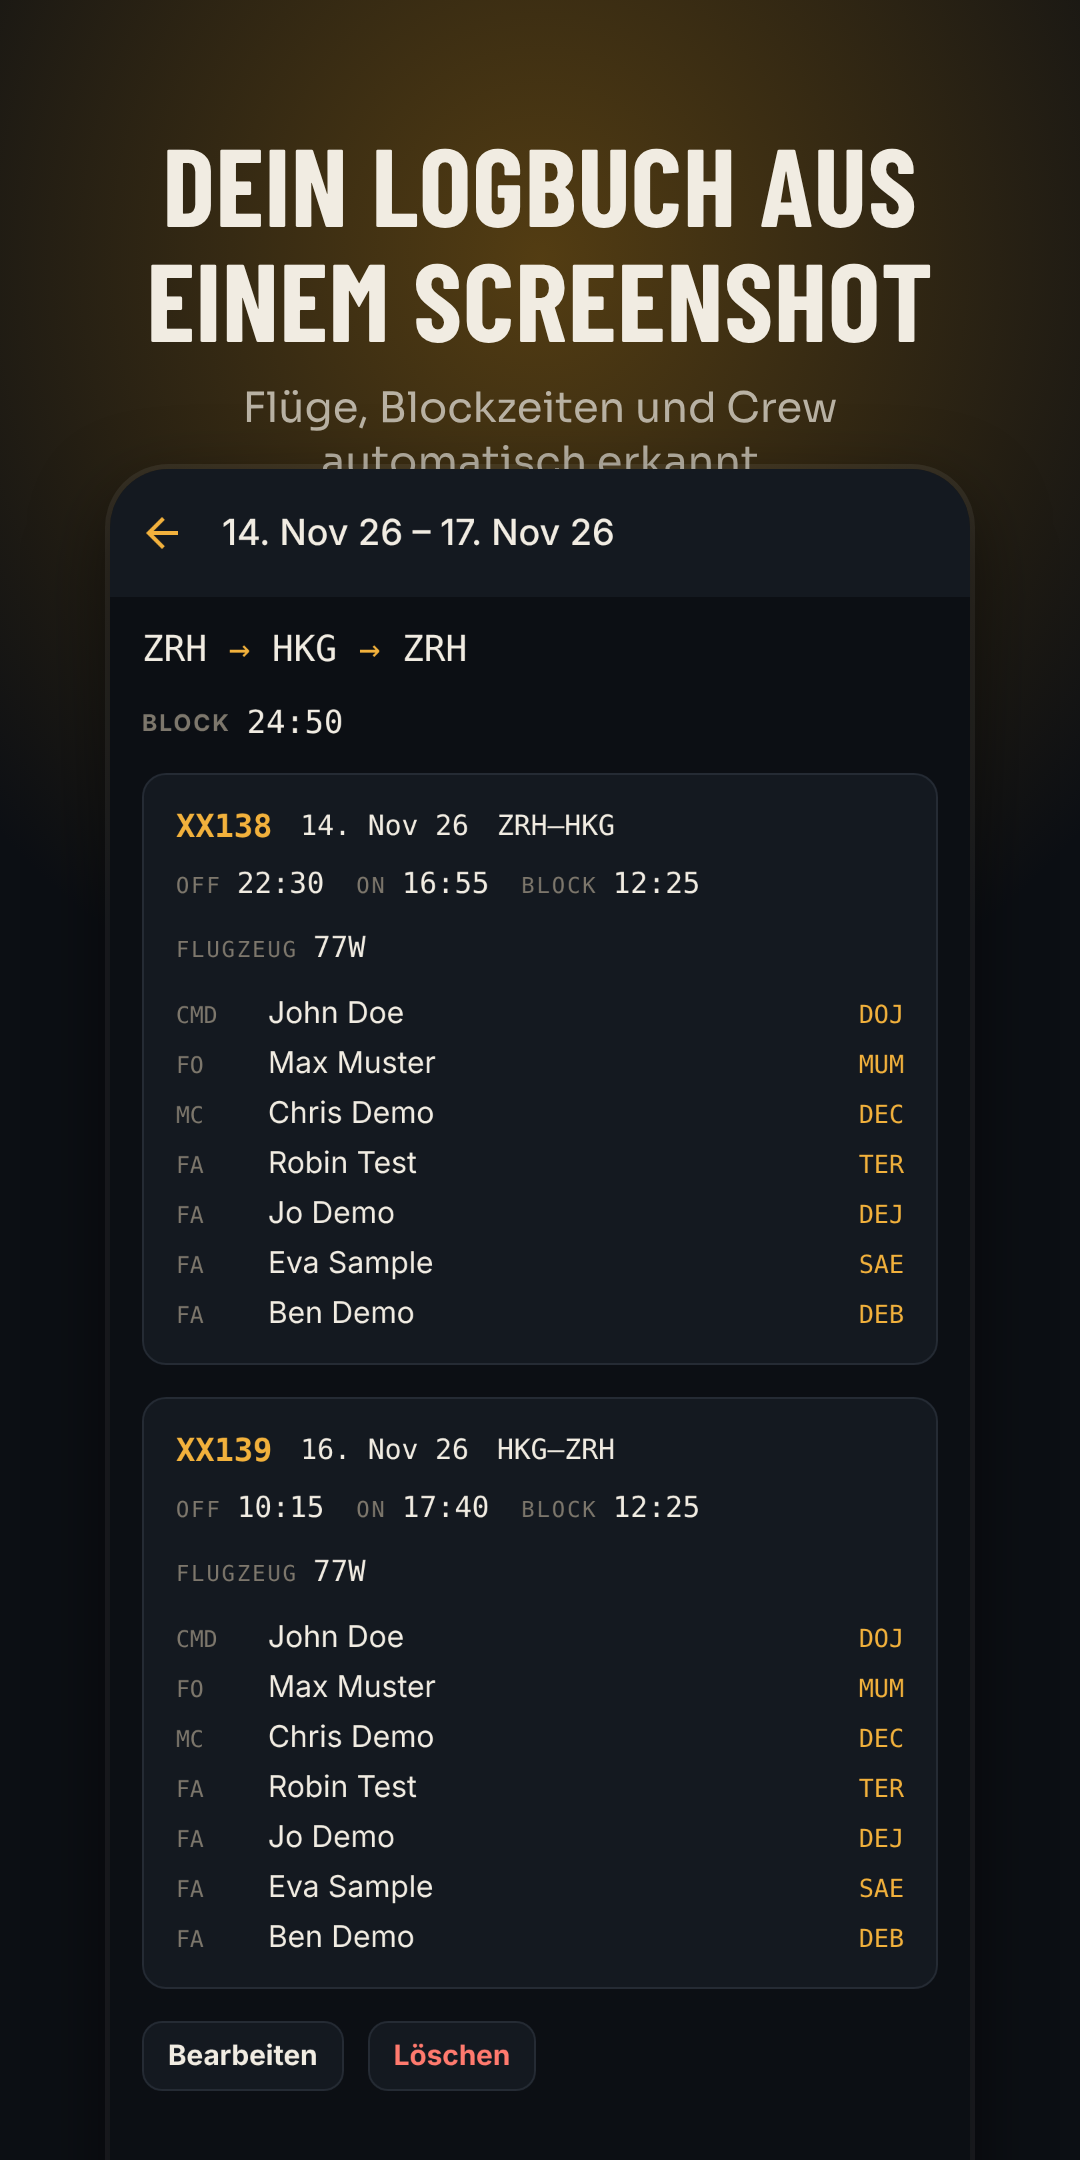 DEIN LOGBUCH AUS
EINEM SCREENSHOT
Flüge, Blockzeiten und Crew
automatisch erkannt
14. Nov 26 – 17. Nov 26
ZRH → HKG → ZRH
BLOCK 24:50
XX138 14. Nov 26 ZRH–HKG
OFF 22:30 ON 16:55 BLOCK 12:25
FLUGZEUG 77W
CMD John Doe DOJ
FO Max Muster MUM
MC Chris Demo DEC
FA Robin Test TER
FA Jo Demo DEJ
FA Eva Sample SAE
FA Ben Demo DEB
XX139 16. Nov 26 HKG–ZRH
OFF 10:15 ON 17:40 BLOCK 12:25
FLUGZEUG 77W
CMD John Doe DOJ
FO Max Muster MUM
MC Chris Demo DEC
FA Robin Test TER
FA Jo Demo DEJ
FA Eva Sample SAE
FA Ben Demo DEB
Bearbeiten Löschen